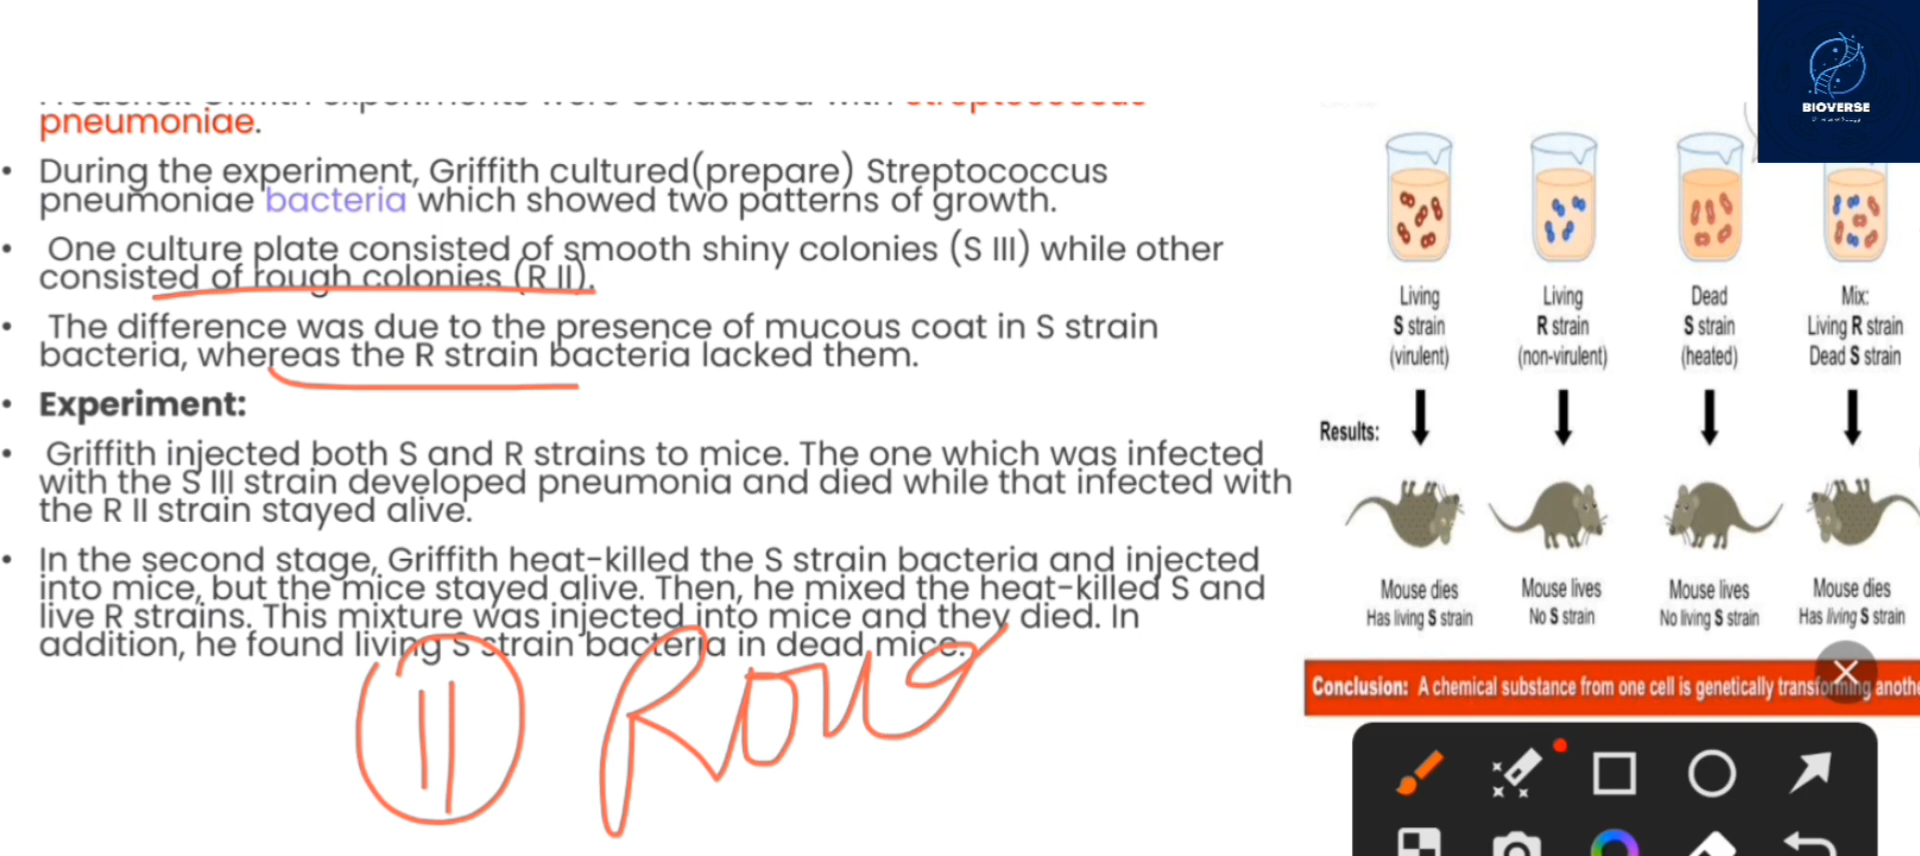 pneumoniae.
• During the experiment, Griffith cultured(prepare) Streptococcus
pneumoniae bacteria which showed two patterns of growth.
• One culture plate consisted of smooth shiny colonies (S III) while other
consisted of rough colonies (R II).
• The difference was due to the presence of mucous coat in S strain
bacteria, whereas the R strain bacteria lacked them.
• Experiment:
• Griffith injected both S and R strains to mice. The one which was infected
with the S III strain developed pneumonia and died while that infected with
the R II strain stayed alive.
• In the second stage, Griffith heat-killed the S strain bacteria and injected
into mice, but the mice stayed alive. Then, he mixed the heat-killed S and
live R strains. This mixture was injected into mice and they died. In
addition, he found living S strain bacteria in dead mice.
II Roug
BIOVERSE
Living
S strain
(virulent)
Living
R strain
(non-virulent)
Dead
S strain
(heated)
Mix:
Living R strain
Dead S strain
Results:
Mouse dies
Has living S strain
Mouse lives
No S strain
Mouse lives
No living S strain
Mouse dies
Has living S strain
Conclusion: A chemical substance from one cell is genetically transforming anothe